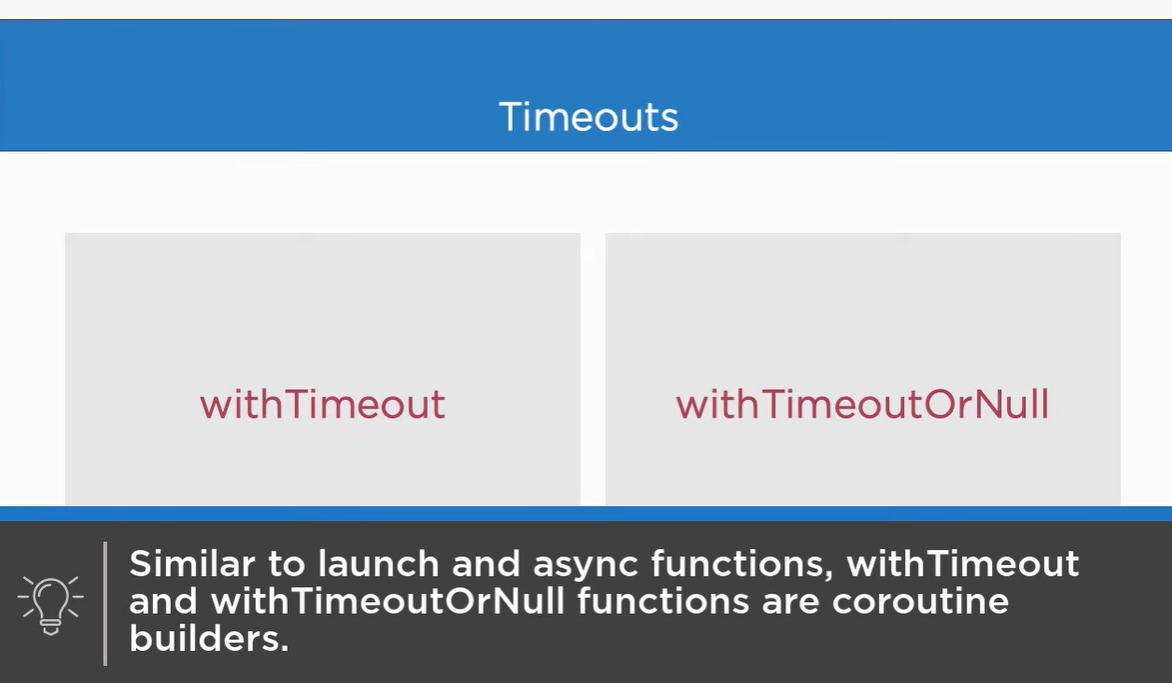 Timeouts
withTimeout
withTimeoutOrNull
Similar to launch and async functions, withTimeout
and withTimeoutOrNull functions are coroutine
builders.